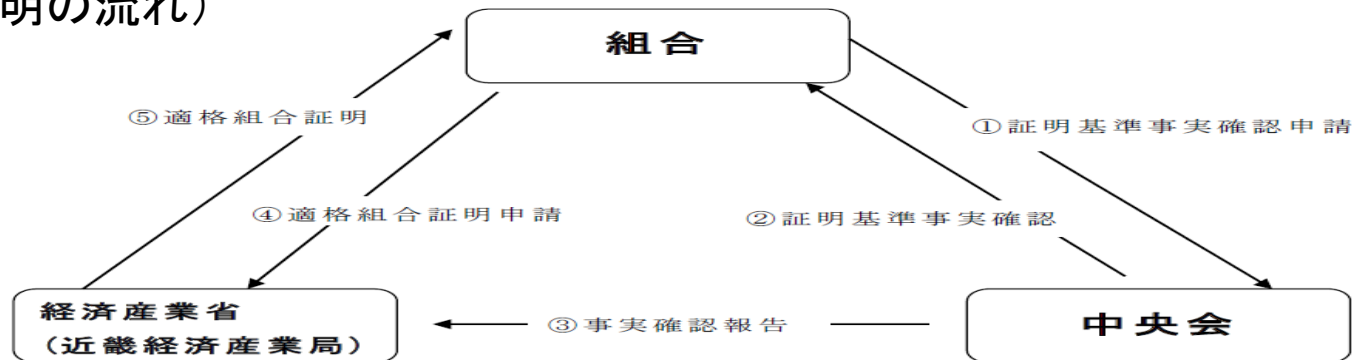 明の流れ）
組合
⑤適格組合証明
①証明基準事実確認申請
④適格組合証明申請
②証明基準事実確認
経済産業省
（近畿経済産業局）
③事実確認報告
中央会